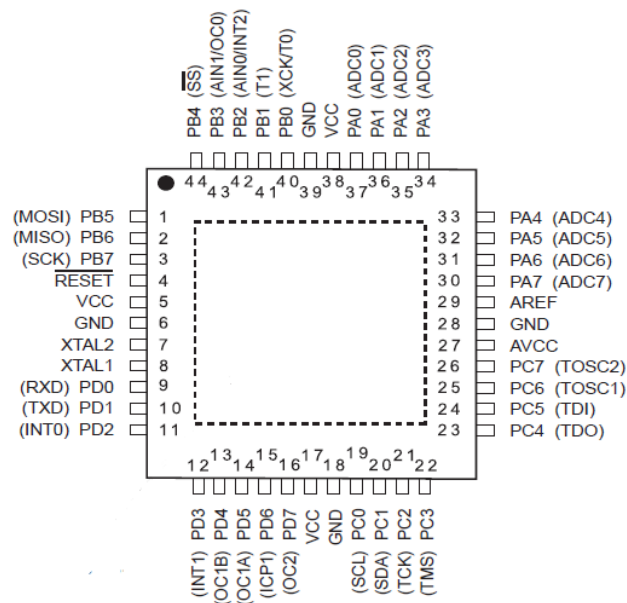 PB4 (SS)
PB3 (AIN1/OC0)
PB2 (AIN0/INT2)
PB1 (T1)
PB0 (XCK/T0)
GND
VCC
PA0 (ADC0)
PA1 (ADC1)
PA2 (ADC2)
PA3 (ADC3)
44 43 42 41 40 39 38 37 36 35 34
(MOSI) PB5 1
(MISO) PB6 2
(SCK) PB7 3
RESET 4
VCC 5
GND 6
XTAL2 7
XTAL1 8
(RXD) PD0 9
(TXD) PD1 10
(INT0) PD2 11
33 PA4 (ADC4)
32 PA5 (ADC5)
31 PA6 (ADC6)
30 PA7 (ADC7)
29 AREF
28 GND
27 AVCC
26 PC7 (TOSC2)
25 PC6 (TOSC1)
24 PC5 (TDI)
23 PC4 (TDO)
12 13 14 15 16 17 18 19 20 21 22
(INT1) PD3
(OC1B) PD4
(OC1A) PD5
(ICP1) PD6
(OC2) PD7
VCC
GND
(SCL) PC0
(SDA) PC1
(TCK) PC2
(TMS) PC3